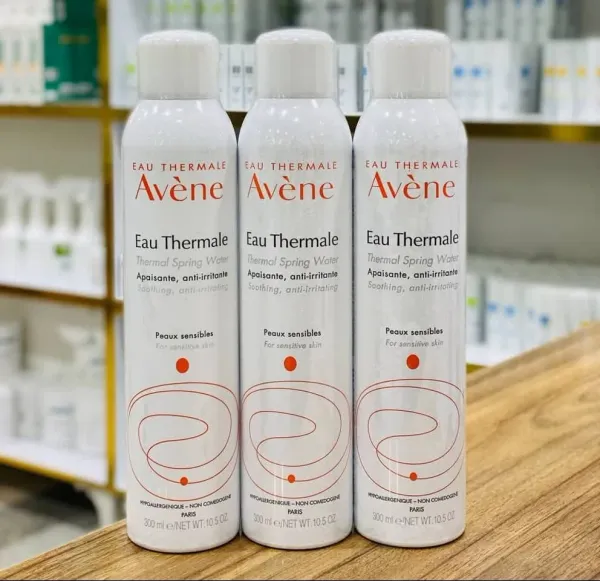 EAU THERMALE
Avène
Eau Thermale
Thermal Spring Water
Apaisante, anti-irritante
Soothing, anti-irritating
Peaux sensibles
For sensitive skin
HYPOALLERGENIQUE – NON COMEDOGENE
PARIS
300 ml e/NET WT. 10.5 OZ.
EAU THERMALE
Avène
Eau Thermale
Thermal Spring Water
Apaisante, anti-irritante
Soothing, anti-irritating
Peaux sensibles
For sensitive skin
HYPOALLERGENIQUE – NON COMEDOGENE
PARIS
300 ml e/NET WT. 10.5 OZ.
EAU THERMALE
Avène
Eau Thermale
Thermal Spring Water
Apaisante, anti-irritante
Soothing, anti-irritating
Peaux sensibles
For sensitive skin
HYPOALLERGENIQUE – NON COMEDOGENE
PARIS
300 ml e/NET WT. 10.5 OZ.